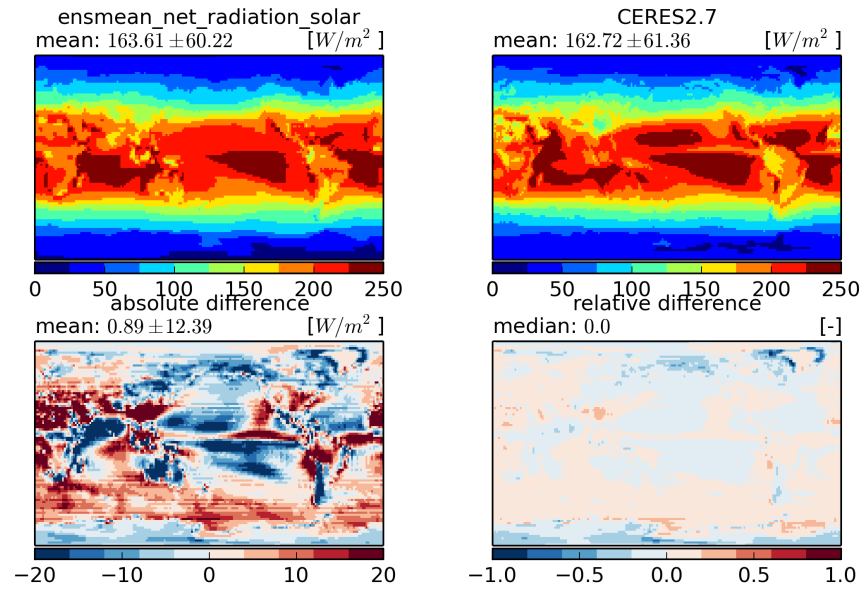 ensmean_net_radiation_solar
mean: 163.61±60.22 [W/m² ]
0 50 100 150 200 250
CERES2.7
mean: 162.72±61.36 [W/m² ]
0 50 100 150 200 250
absolute difference
mean: 0.89±12.39 [W/m² ]
−20 −10 0 10 20
relative difference
median: 0.0 [-]
−1.0 −0.5 0.0 0.5 1.0